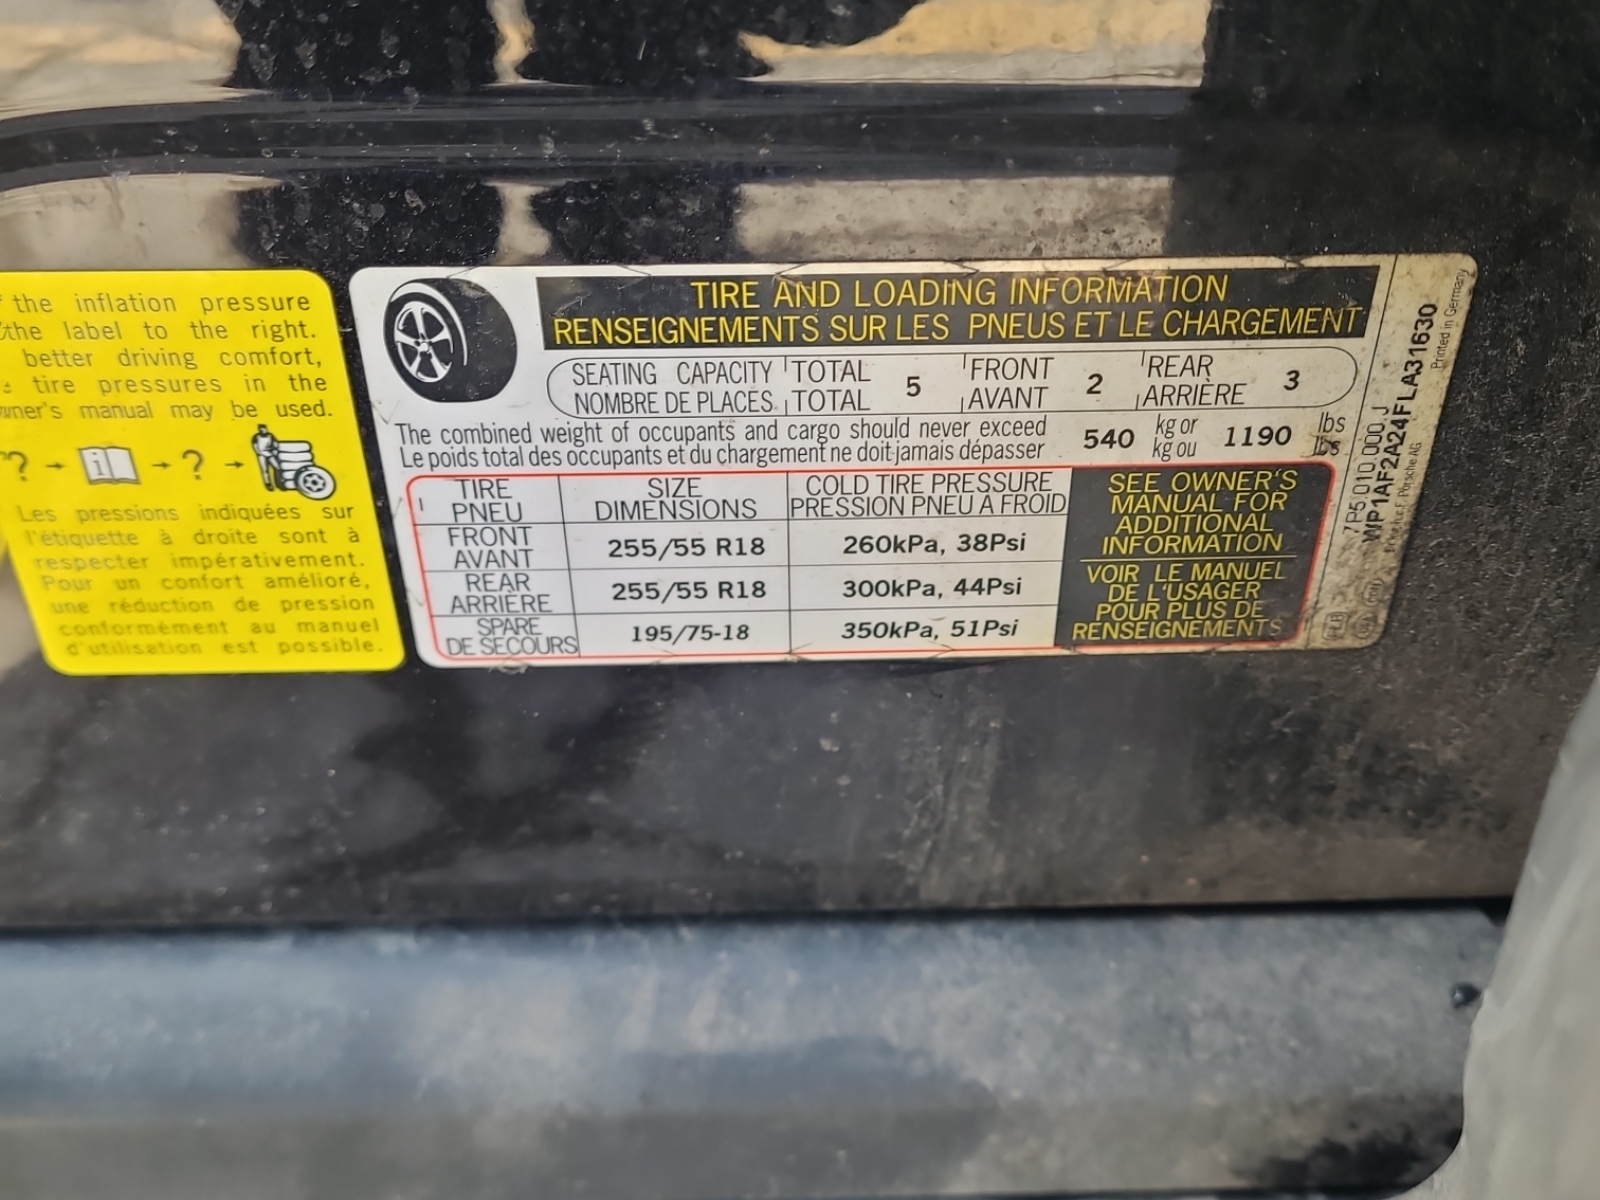 the inflation pressure
the label to the right.
better driving comfort,
tire pressures in the
manual may be used.
? ?
Les pressions indiquées sur
l'étiquette à droite sont à
respecter impérativement.
Pour un confort amélioré,
une réduction de pression
conformément au manuel
d'utilisation est possible.
TIRE AND LOADING INFORMATION
RENSEIGNEMENTS SUR LES PNEUS ET LE CHARGEMENT
SEATING CAPACITY TOTAL 5 FRONT 2 REAR 3
NOMBRE DE PLACES TOTAL AVANT ARRIÈRE
The combined weight of occupants and cargo should never exceed 540 kg or 1190 lbs
Le poids total des occupants et du chargement ne doit jamais dépasser kg ou lbs
TIRE SIZE COLD TIRE PRESSURE
PNEU DIMENSIONS PRESSION PNEU A FROID
FRONT 255/55 R18 260kPa, 38Psi
AVANT
REAR 255/55 R18 300kPa, 44Psi
ARRIÈRE
SPARE 195/75-18 350kPa, 51Psi
DE SECOURS
SEE OWNER'S
MANUAL FOR
ADDITIONAL
INFORMATION
VOIR LE MANUEL
DE L'USAGER
POUR PLUS DE
RENSEIGNEMENTS
7P5.010.000.J
WP1AF2A24FLA31630
Porsche AG
Printed in Germany